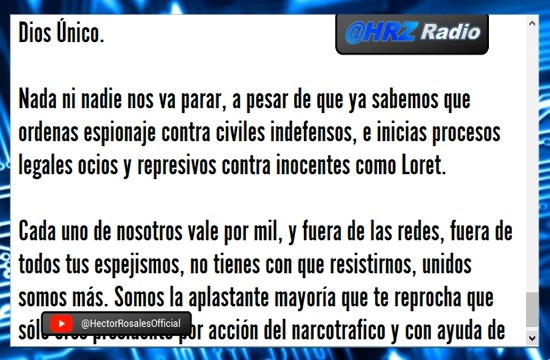 @HRZ Radio
Dios Único.
Nada ni nadie nos va parar, a pesar de que ya sabemos que
ordenas espionaje contra civiles indefensos, e inicias procesos
legales ocios y represivos contra inocentes como Loret.
Cada uno de nosotros vale por mil, y fuera de las redes, fuera de
todos tus espejismos, no tienes con que resistirnos, unidos
somos más. Somos la aplastante mayoría que te reprocha que
sólo eres presidente por acción del narcotrafico y con ayuda de
@HectorRosalesOfficial